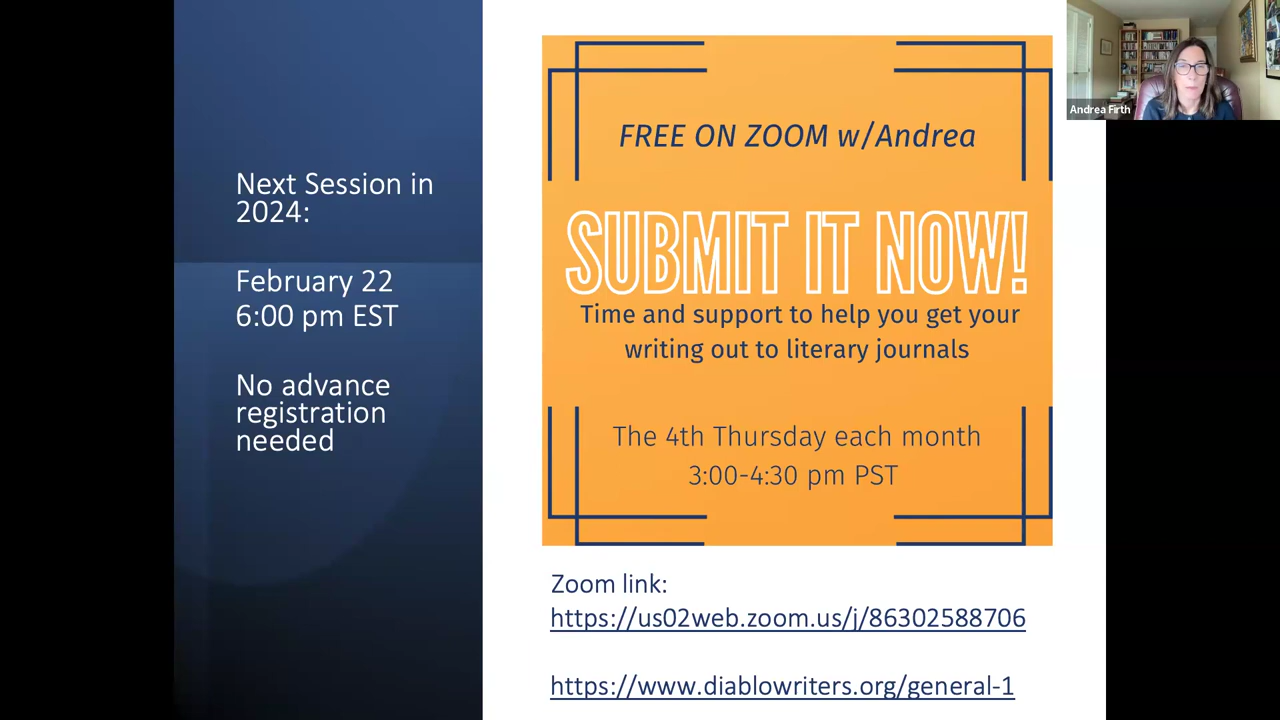 Next Session in
2024:
February 22
6:00 pm EST
No advance
registration
needed
FREE ON ZOOM w/Andrea
SUBMIT IT NOW!
Time and support to help you get your
writing out to literary journals
The 4th Thursday each month
3:00-4:30 pm PST
Zoom link:
https://us02web.zoom.us/j/86302588706
https://www.diablowriters.org/general-1
Andrea Firth